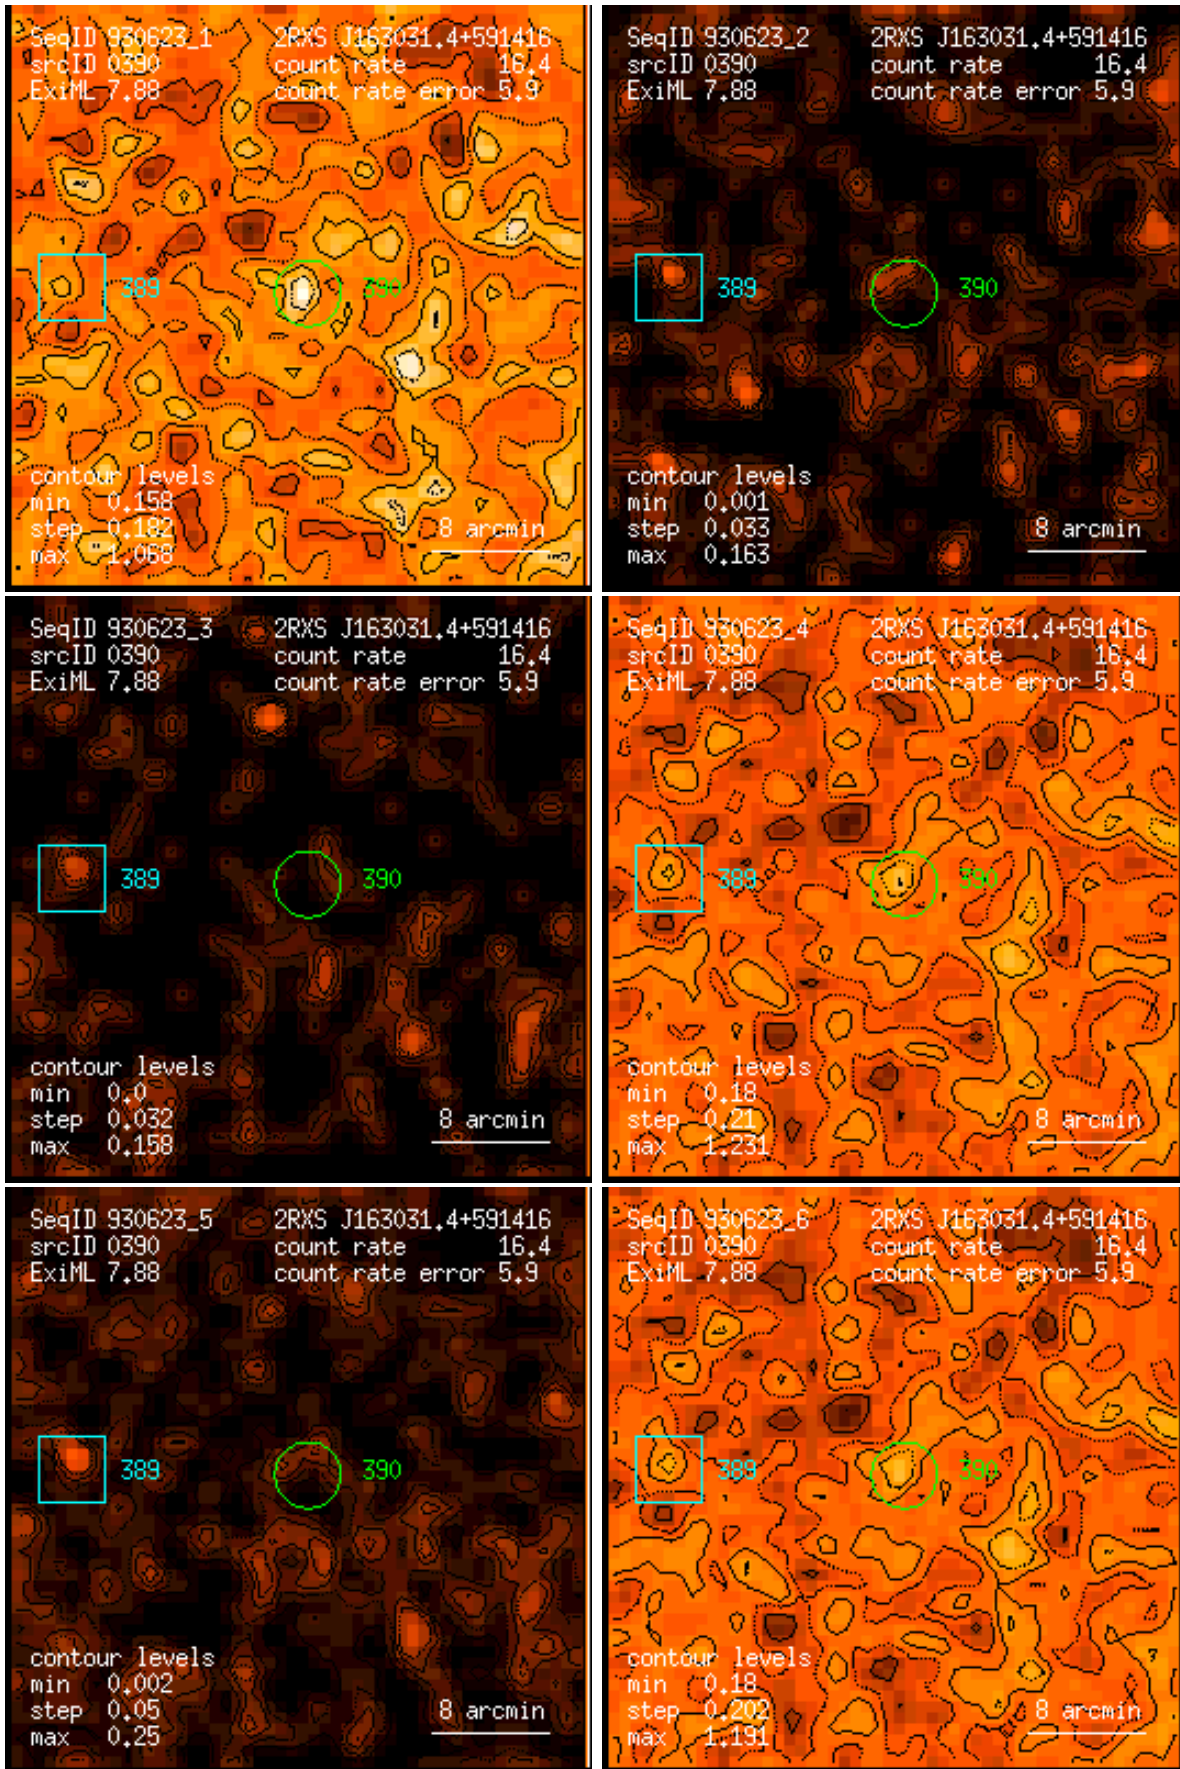 SeqID 930623_1 2RXS J163031.4+591416
srcID 0390 count rate 16.4
ExiML 7.88 count rate error 5.9
389 390
contour levels
min 0.158
step 0.182 8 arcmin
max 1.068
SeqID 930623_2 2RXS J163031.4+591416
srcID 0390 count rate 16.4
ExiML 7.88 count rate error 5.9
389 390
contour levels
min 0.001
step 0.033 8 arcmin
max 0.163
SeqID 930623_3 2RXS J163031.4+591416
srcID 0390 count rate 16.4
ExiML 7.88 count rate error 5.9
389 390
contour levels
min 0.0
step 0.032 8 arcmin
max 0.158
SeqID 930623_4 2RXS J163031.4+591416
srcID 0390 count rate 16.4
ExiML 7.88 count rate error 5.9
389 390
contour levels
min 0.18
step 0.21 8 arcmin
max 1.231
SeqID 930623_5 2RXS J163031.4+591416
srcID 0390 count rate 16.4
ExiML 7.88 count rate error 5.9
389 390
contour levels
min 0.002
step 0.05 8 arcmin
max 0.25
SeqID 930623_6 2RXS J163031.4+591416
srcID 0390 count rate 16.4
ExiML 7.88 count rate error 5.9
389 390
contour levels
min 0.18
step 0.202 8 arcmin
max 1.191